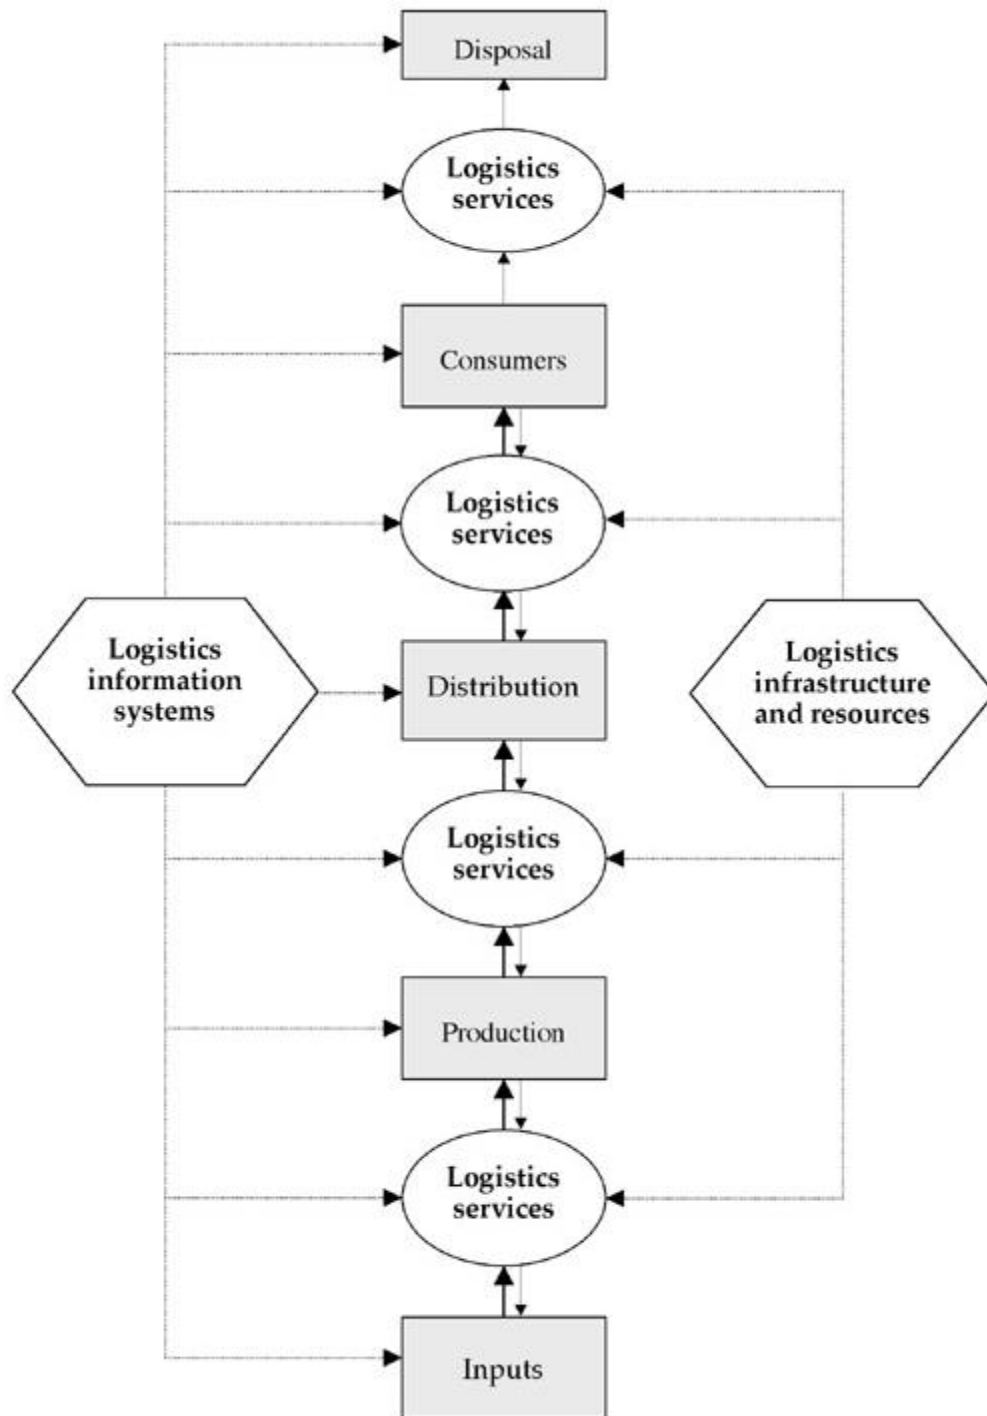 Disposal
Logistics
services
Consumers
Logistics
services
Logistics
information
systems
Distribution
Logistics
infrastructure
and resources
Logistics
services
Production
Logistics
services
Inputs